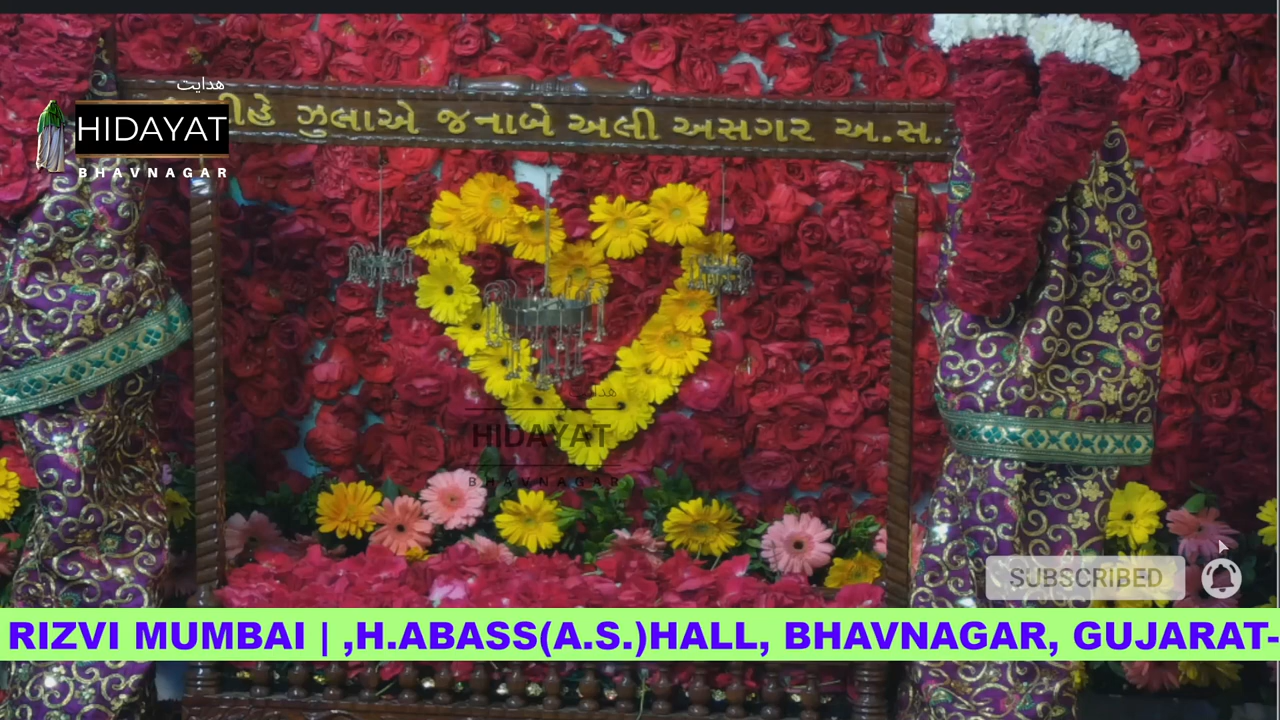 هدایت
HIDAYAT
BHAVNAGAR
ઝુલાએ જનાબે અલી અસગર અ.સ.
هدایت
HIDAYAT
BHAVNAGAR
SUBSCRIBED
RIZVI MUMBAI | ,H.ABASS(A.S.)HALL, BHAVNAGAR, GUJARAT-